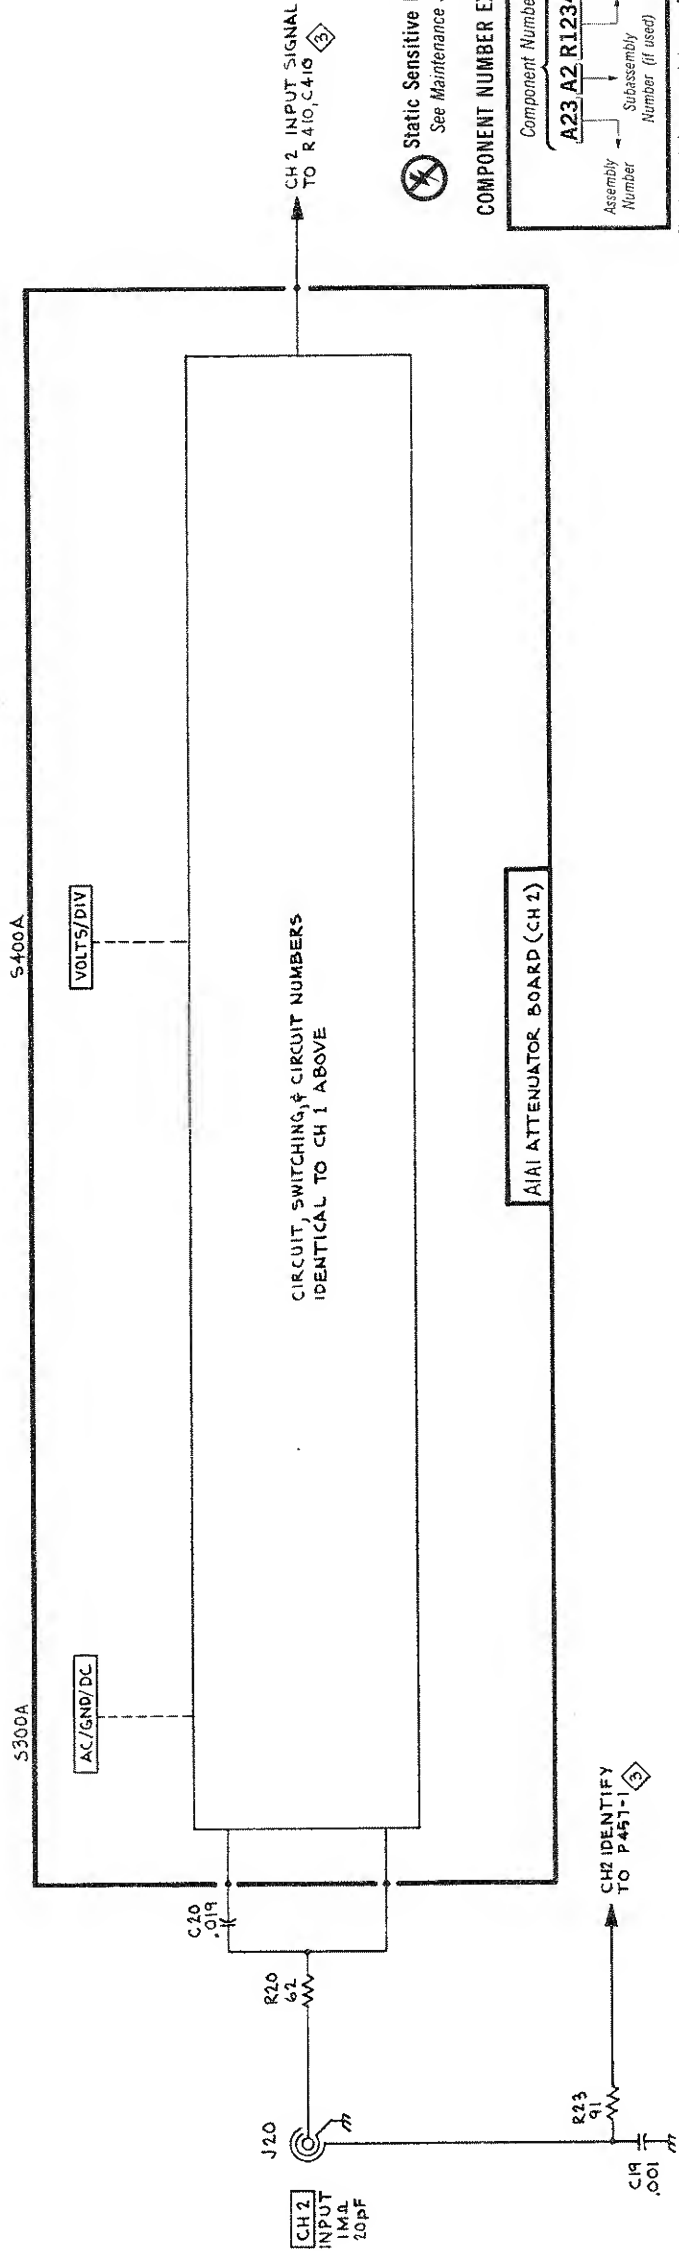 CH 2
INPUT
1MΩ
20pF
J20
R20
62
C20
.019
C19
.001
R23
91
CH2 IDENTIFY
TO P457-1 3
S300A
AC/GND/DC
S400A
VOLTS/DIV
CIRCUIT, SWITCHING, & CIRCUIT NUMBERS
IDENTICAL TO CH 1 ABOVE
A1A1 ATTENUATOR BOARD (CH 2)
CH 2 INPUT SIGNAL
TO R410, C410 3
Static Sensitive
See Maintenance
COMPONENT NUMBER
Component Numbe
A23 A2 R1234
Assembly
Number
Subassembly
Number (if used)